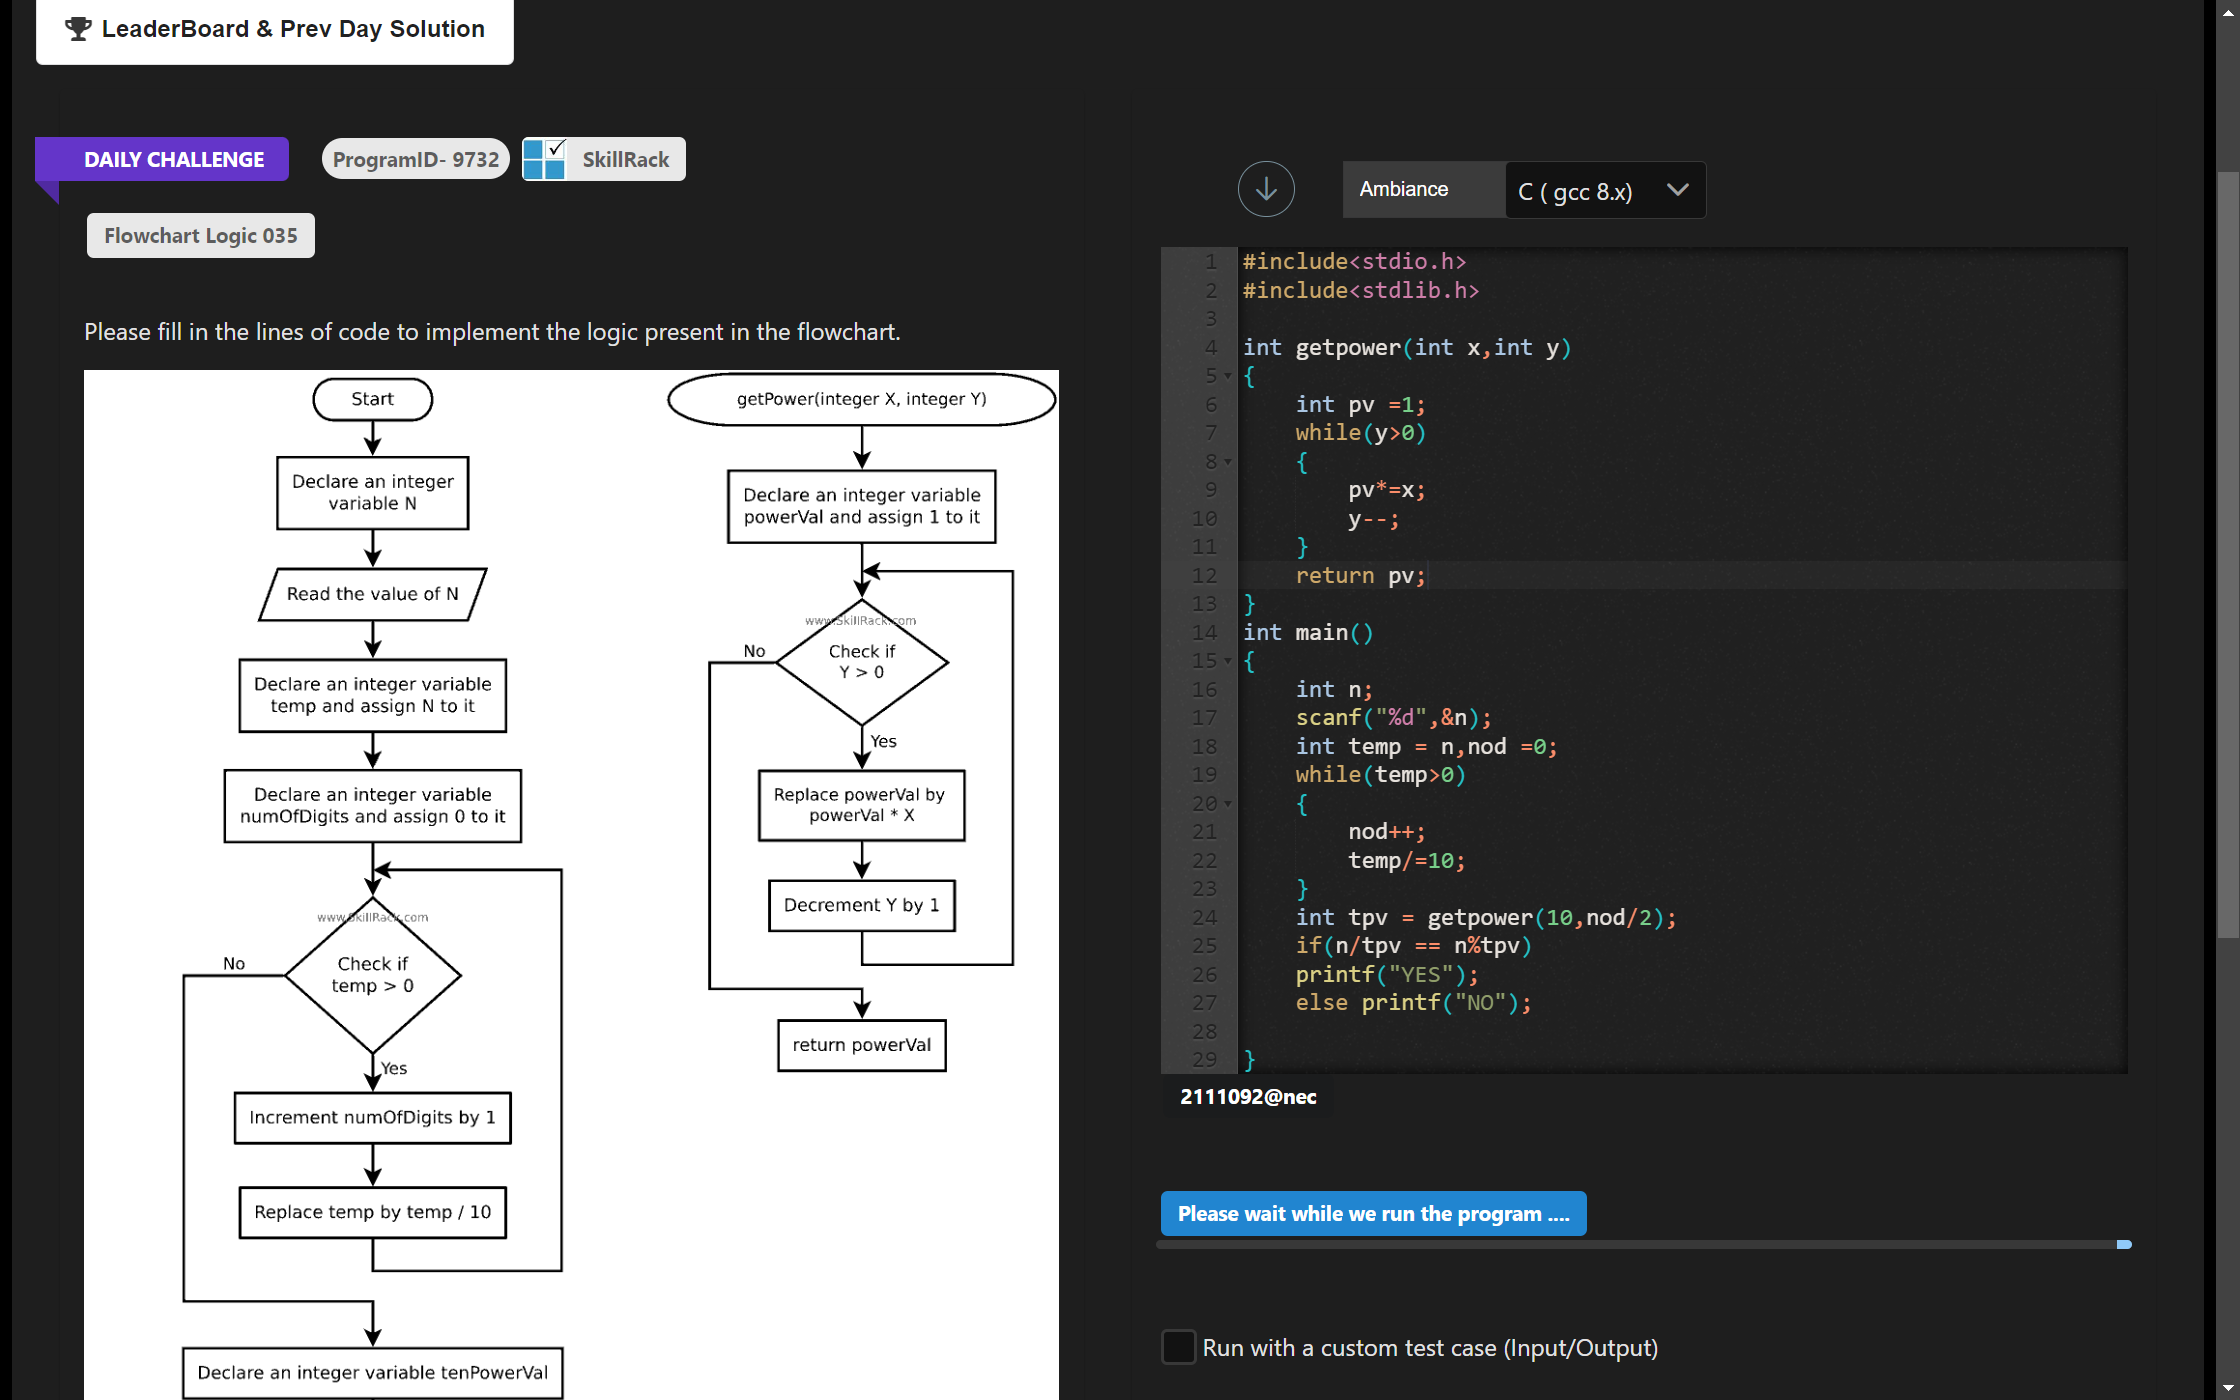 LeaderBoard & Prev Day Solution
DAILY CHALLENGE
ProgramID- 9732
SkillRack
Flowchart Logic 035
Please fill in the lines of code to implement the logic present in the flowchart.
Start
Declare an integer
variable N
Read the value of N
Declare an integer variable
temp and assign N to it
Declare an integer variable
numOfDigits and assign 0 to it
www.SkillRack.com
Check if
temp > 0
No
Yes
Increment numOfDigits by 1
Replace temp by temp / 10
Declare an integer variable tenPowerVal
getPower(integer X, integer Y)
Declare an integer variable
powerVal and assign 1 to it
www.SkillRack.com
Check if
Y > 0
No
Yes
Replace powerVal by
powerVal * X
Decrement Y by 1
return powerVal
Ambiance
C ( gcc 8.x)
1 #include<stdio.h>
2 #include<stdlib.h>
3
4 int getpower(int x,int y)
5 {
6 int pv =1;
7 while(y>0)
8 {
9 pv*=x;
10 y--;
11 }
12 return pv;
13 }
14 int main()
15 {
16 int n;
17 scanf("%d",&n);
18 int temp = n,nod =0;
19 while(temp>0)
20 {
21 nod++;
22 temp/=10;
23 }
24 int tpv = getpower(10,nod/2);
25 if(n/tpv == n%tpv)
26 printf("YES");
27 else printf("NO");
28
29 }
2111092@nec
Please wait while we run the program ....
Run with a custom test case (Input/Output)